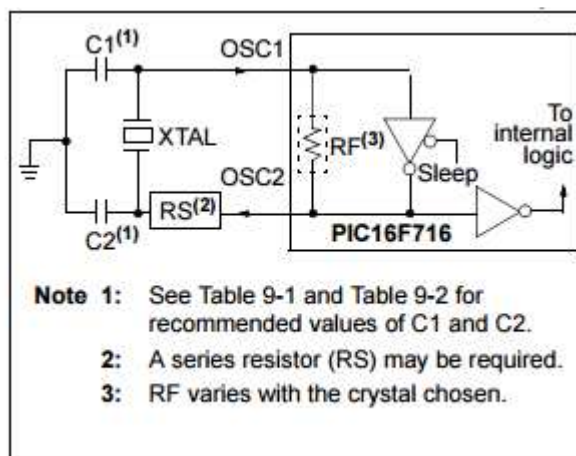 C1(1)
OSC1
XTAL
RF(3)
To
internal
logic
OSC2
Sleep
C2(1)
RS(2)
PIC16F716
Note 1: See Table 9-1 and Table 9-2 for
recommended values of C1 and C2.
2: A series resistor (RS) may be required.
3: RF varies with the crystal chosen.